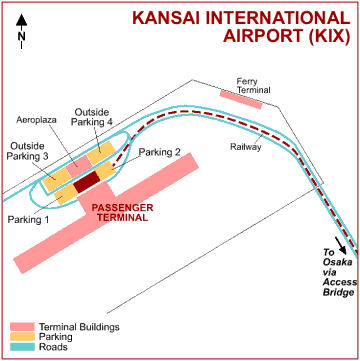 KANSAI INTERNATIONAL
AIRPORT (KIX)
N
Ferry
Terminal
Outside
Parking 4
Aeroplaza
Outside
Parking 3
Railway
Parking 2
Parking 1
PASSENGER
TERMINAL
To
Osaka
via
Access
Bridge
Terminal Buildings
Parking
Roads